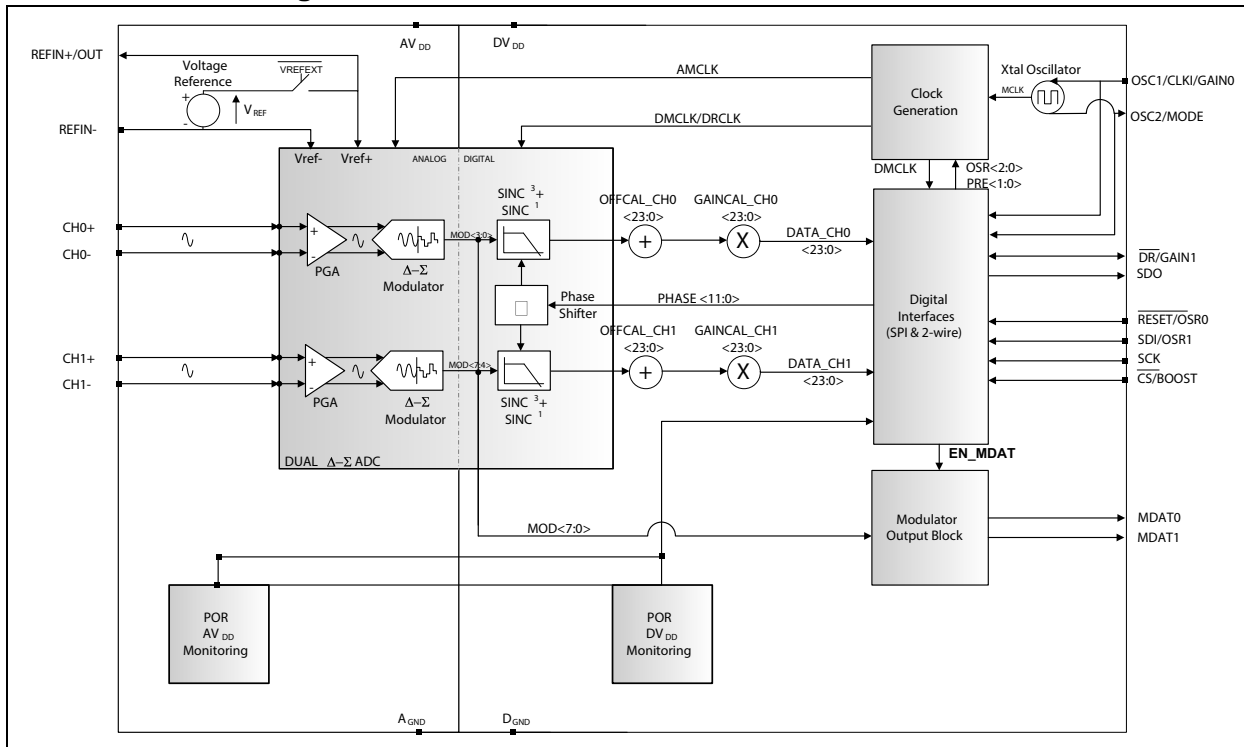 AV DD
DV DD
REFIN+/OUT
Voltage
Reference
VREFEXT
+
-
V REF
REFIN-
AMCLK
Clock
Generation
Xtal Oscillator
MCLK
OSC1/CLKI/GAIN0
OSC2/MODE
DMCLK/DRCLK
Vref-
Vref+
ANALOG
DIGITAL
DMCLK
OSR<2:0>
PRE<1:0>
SINC 3 +
SINC 1
OFFCAL_CH0
<23:0>
GAINCAL_CH0
<23:0>
CH0+
CH0-
+
-
PGA
Δ–Σ
Modulator
MOD<3:0>
+
X
DATA_CH0
<23:0>
DR/GAIN1
SDO
Phase
Shifter
PHASE <11:0>
Digital
Interfaces
(SPI & 2-wire)
RESET/OSR0
SDI/OSR1
SCK
CS/BOOST
OFFCAL_CH1
<23:0>
GAINCAL_CH1
<23:0>
CH1+
CH1-
+
-
PGA
Δ–Σ
Modulator
MOD<7:4>
SINC 3 +
SINC 1
+
X
DATA_CH1
<23:0>
DUAL Δ–Σ ADC
EN_MDAT
MOD<7:0>
Modulator
Output Block
MDAT0
MDAT1
POR
AV DD
Monitoring
POR
DV DD
Monitoring
A GND
D GND